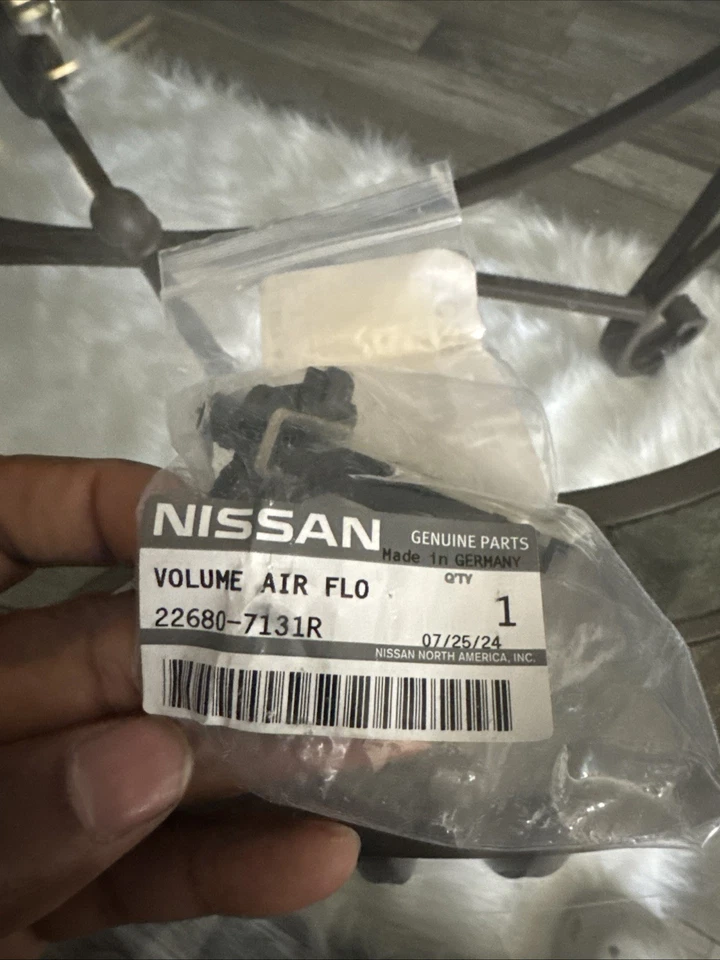 NISSAN GENUINE PARTS
Made in GERMANY
VOLUME AIR FLO Q'TY
22680-7131R 1
07/25/24
NISSAN NORTH AMERICA, INC.